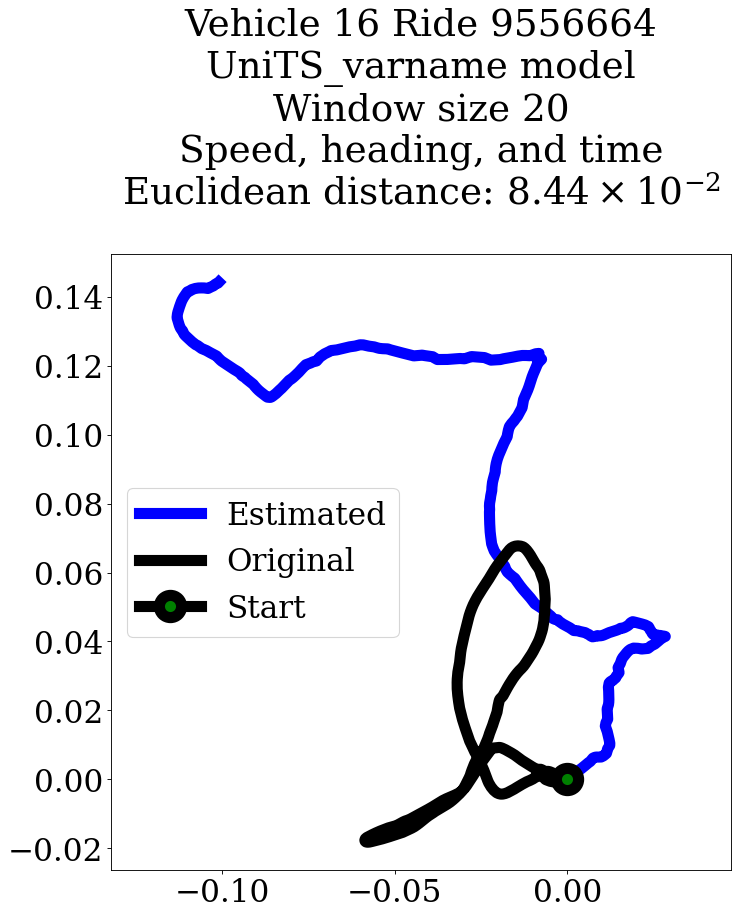 Vehicle 16 Ride 9556664
UniTS_varname model
Window size 20
Speed, heading, and time
Euclidean distance: 8.44 × 10⁻²
0.14
0.12
0.10
0.08
0.06
0.04
0.02
0.00
−0.02
Estimated
Original
Start
−0.10
−0.05
0.00